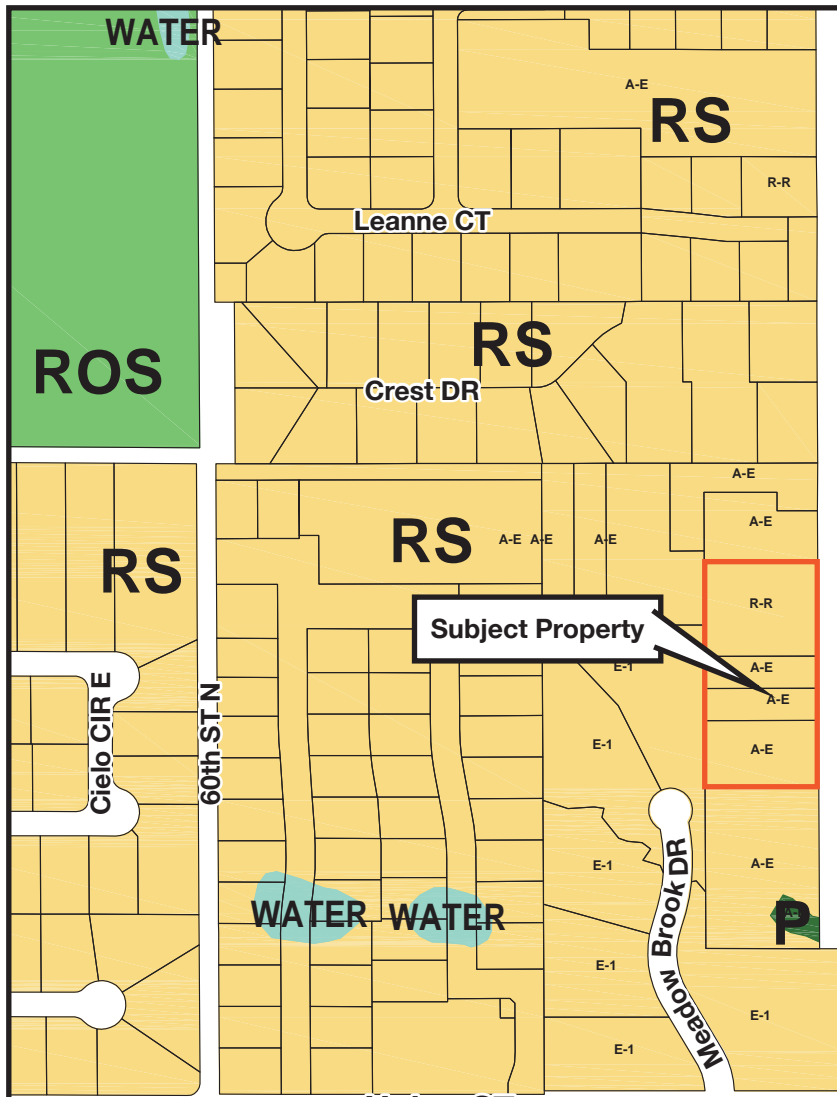 WATER
A-E
RS
R-R
Leanne CT
RS
ROS
Crest DR
A-E
A-E
RS
A-E
A-E
A-E
RS
R-R
Subject Property
E-1
A-E
A-E
Cielo CIR E
60th ST N
E-1
A-E
E-1
A-E
WATER
WATER
P
Meadow Brook DR
E-1
E-1
E-1